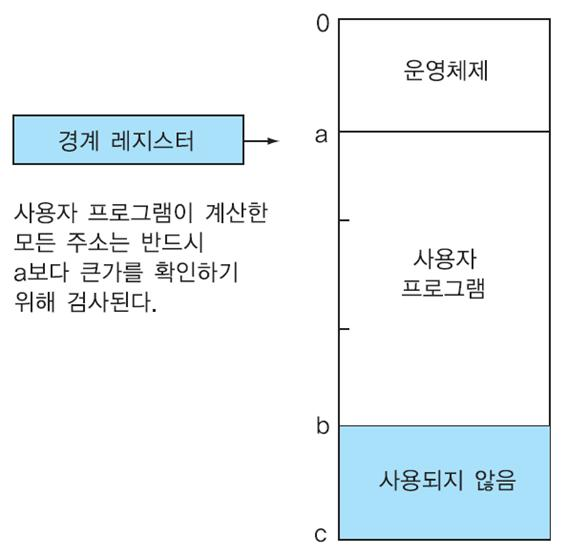 0
운영체제
경계 레지스터
a
사용자 프로그램이 계산한
모든 주소는 반드시
a보다 큰가를 확인하기
위해 검사된다.
사용자
프로그램
b
사용되지 않음
c